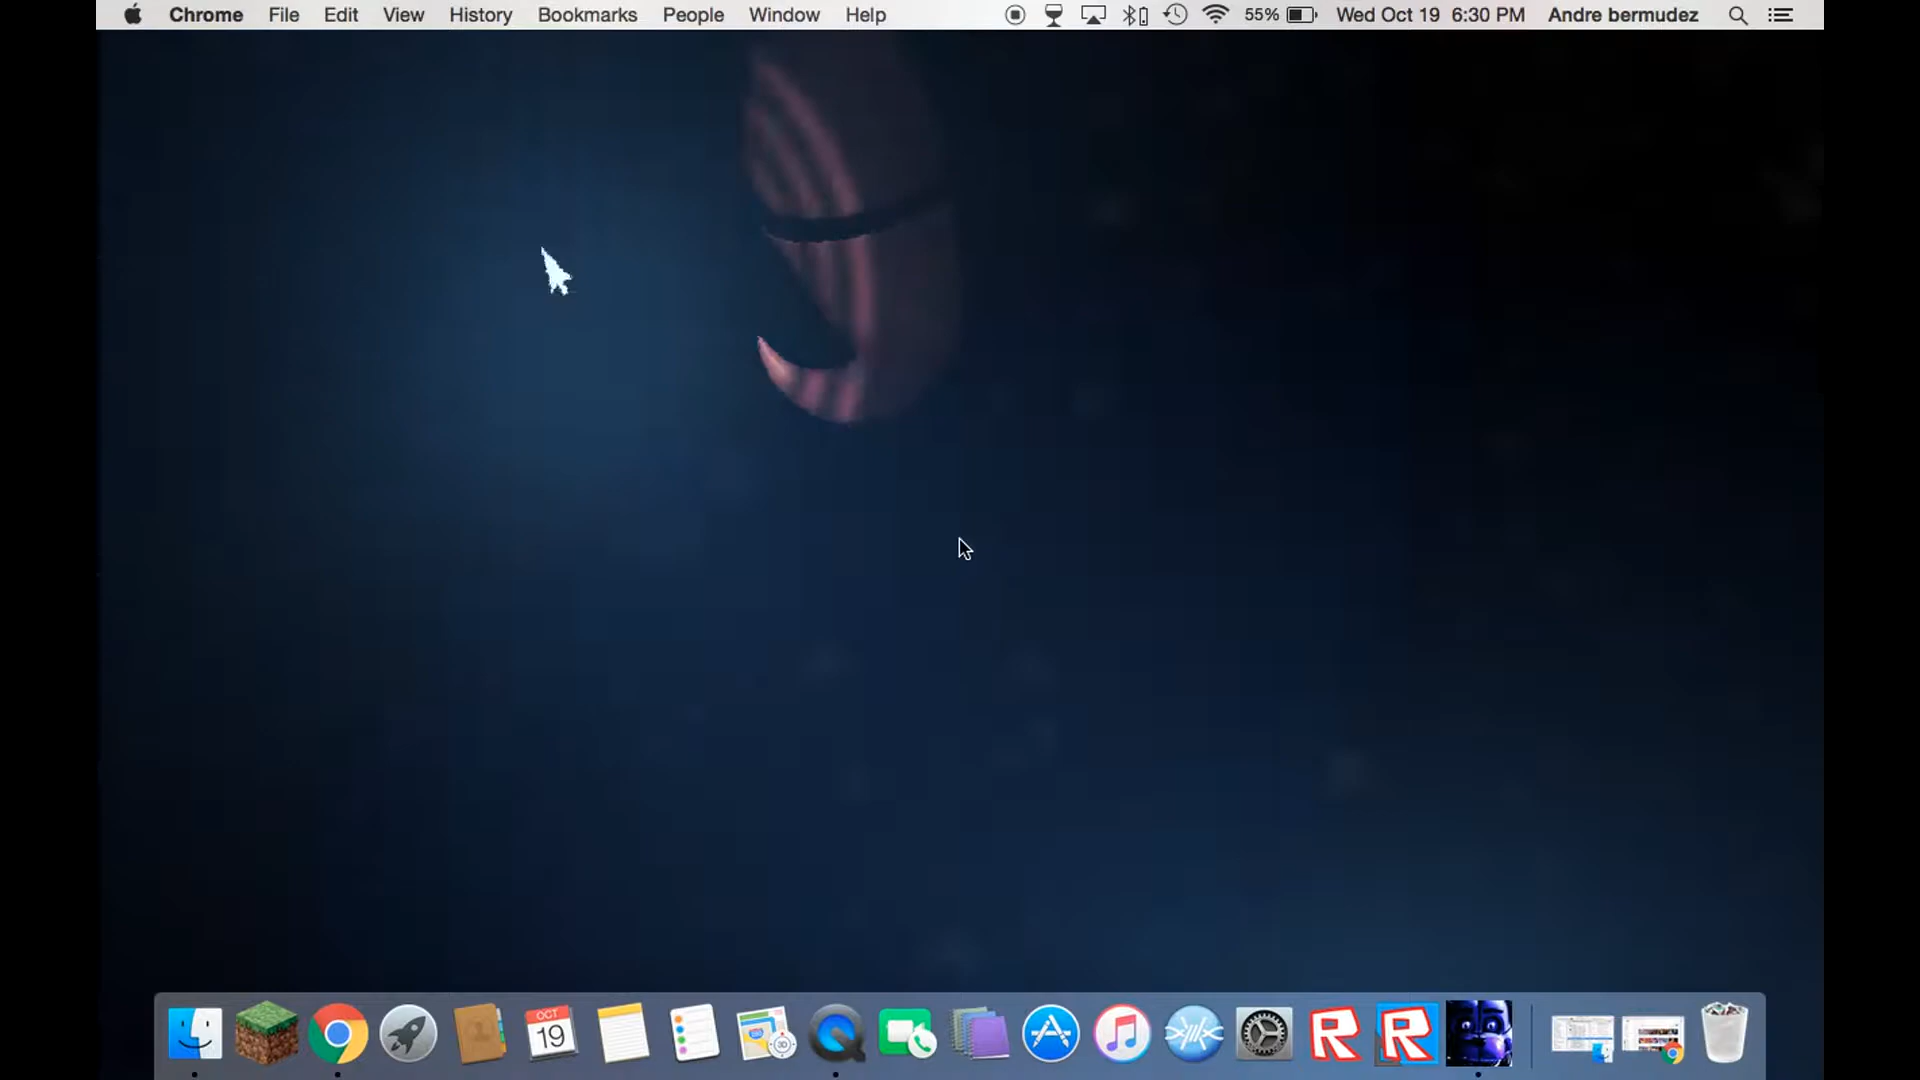 Chrome File Edit View History Bookmarks People Window Help 55% Wed Oct 19 6:30 PM Andre bermudez
OCT
19
3D
R
R